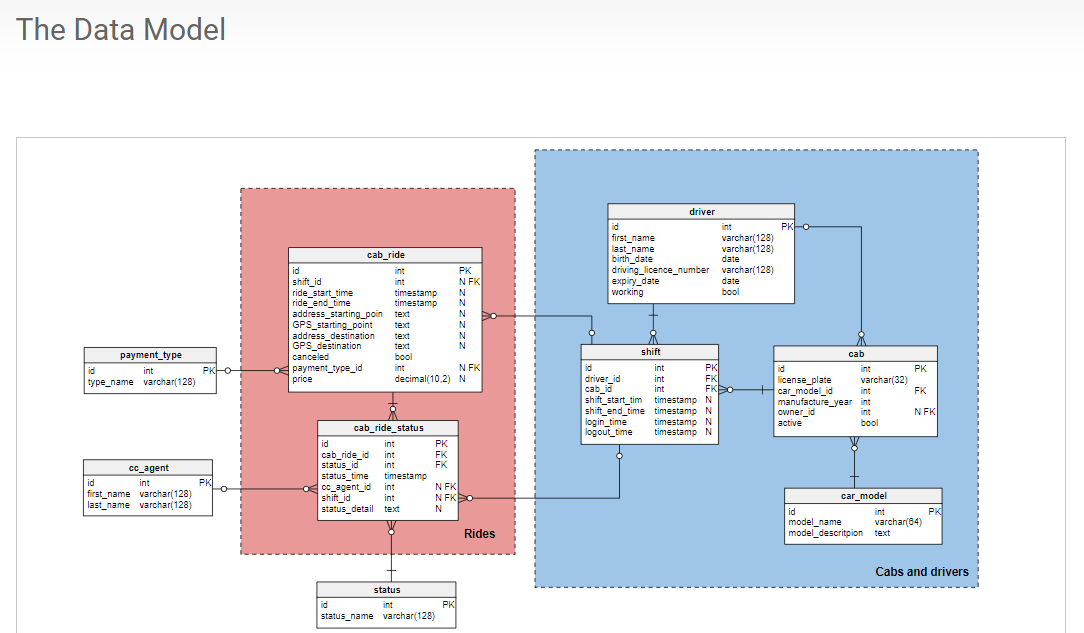 The Data Model
driver
id int PK
first_name varchar(128)
last_name varchar(128)
birth_date date
driving_licence_number varchar(128)
expiry_date date
working bool
cab_ride
id int PK
shift_id int N FK
ride_start_time timestamp N
ride_end_time timestamp N
address_starting_poin text N
GPS_starting_point text N
address_destination text N
GPS_destination text N
canceled bool
payment_type_id int N FK
price decimal(10,2) N
payment_type
id int PK
type_name varchar(128)
shift
id int PK
driver_id int FK
cab_id int FK
shift_start_tim timestamp N
shift_end_time timestamp N
login_time timestamp N
logout_time timestamp N
cab
id int PK
license_plate varchar(32)
car_model_id int FK
manufacture_year int
owner_id int N FK
active bool
cab_ride_status
id int PK
cab_ride_id int FK
status_id int FK
status_time timestamp
cc_agent_id int N FK
shift_id int N FK
status_detail text N
cc_agent
id int PK
first_name varchar(128)
last_name varchar(128)
car_model
id int PK
model_name varchar(64)
model_descritpion text
Rides
Cabs and drivers
status
id int PK
status_name varchar(128)